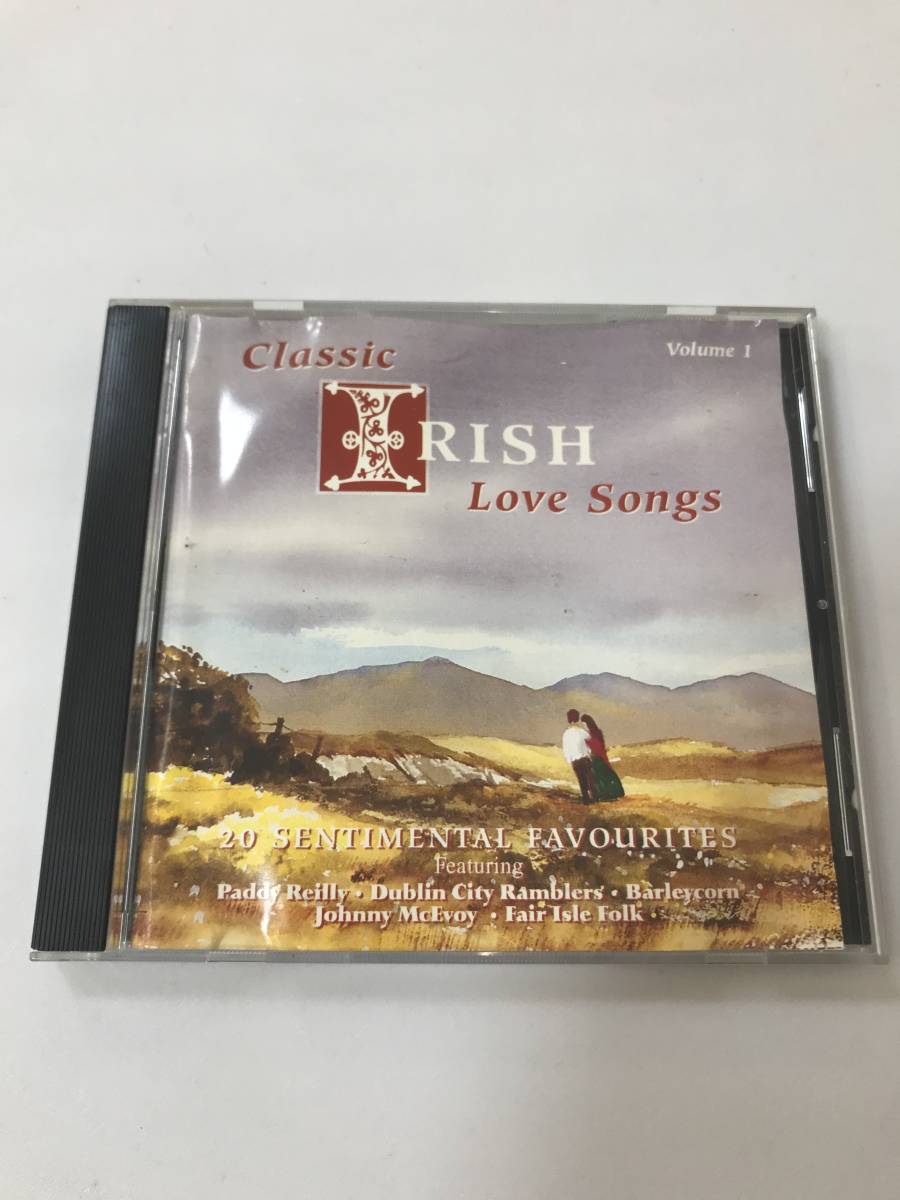 Classic
Volume 1
IRISH
Love Songs
20 SENTIMENTAL FAVOURITES
Featuring
Paddy Reilly · Dublin City Ramblers · Barleycorn
Johnny McEvoy · Fair Isle Folk